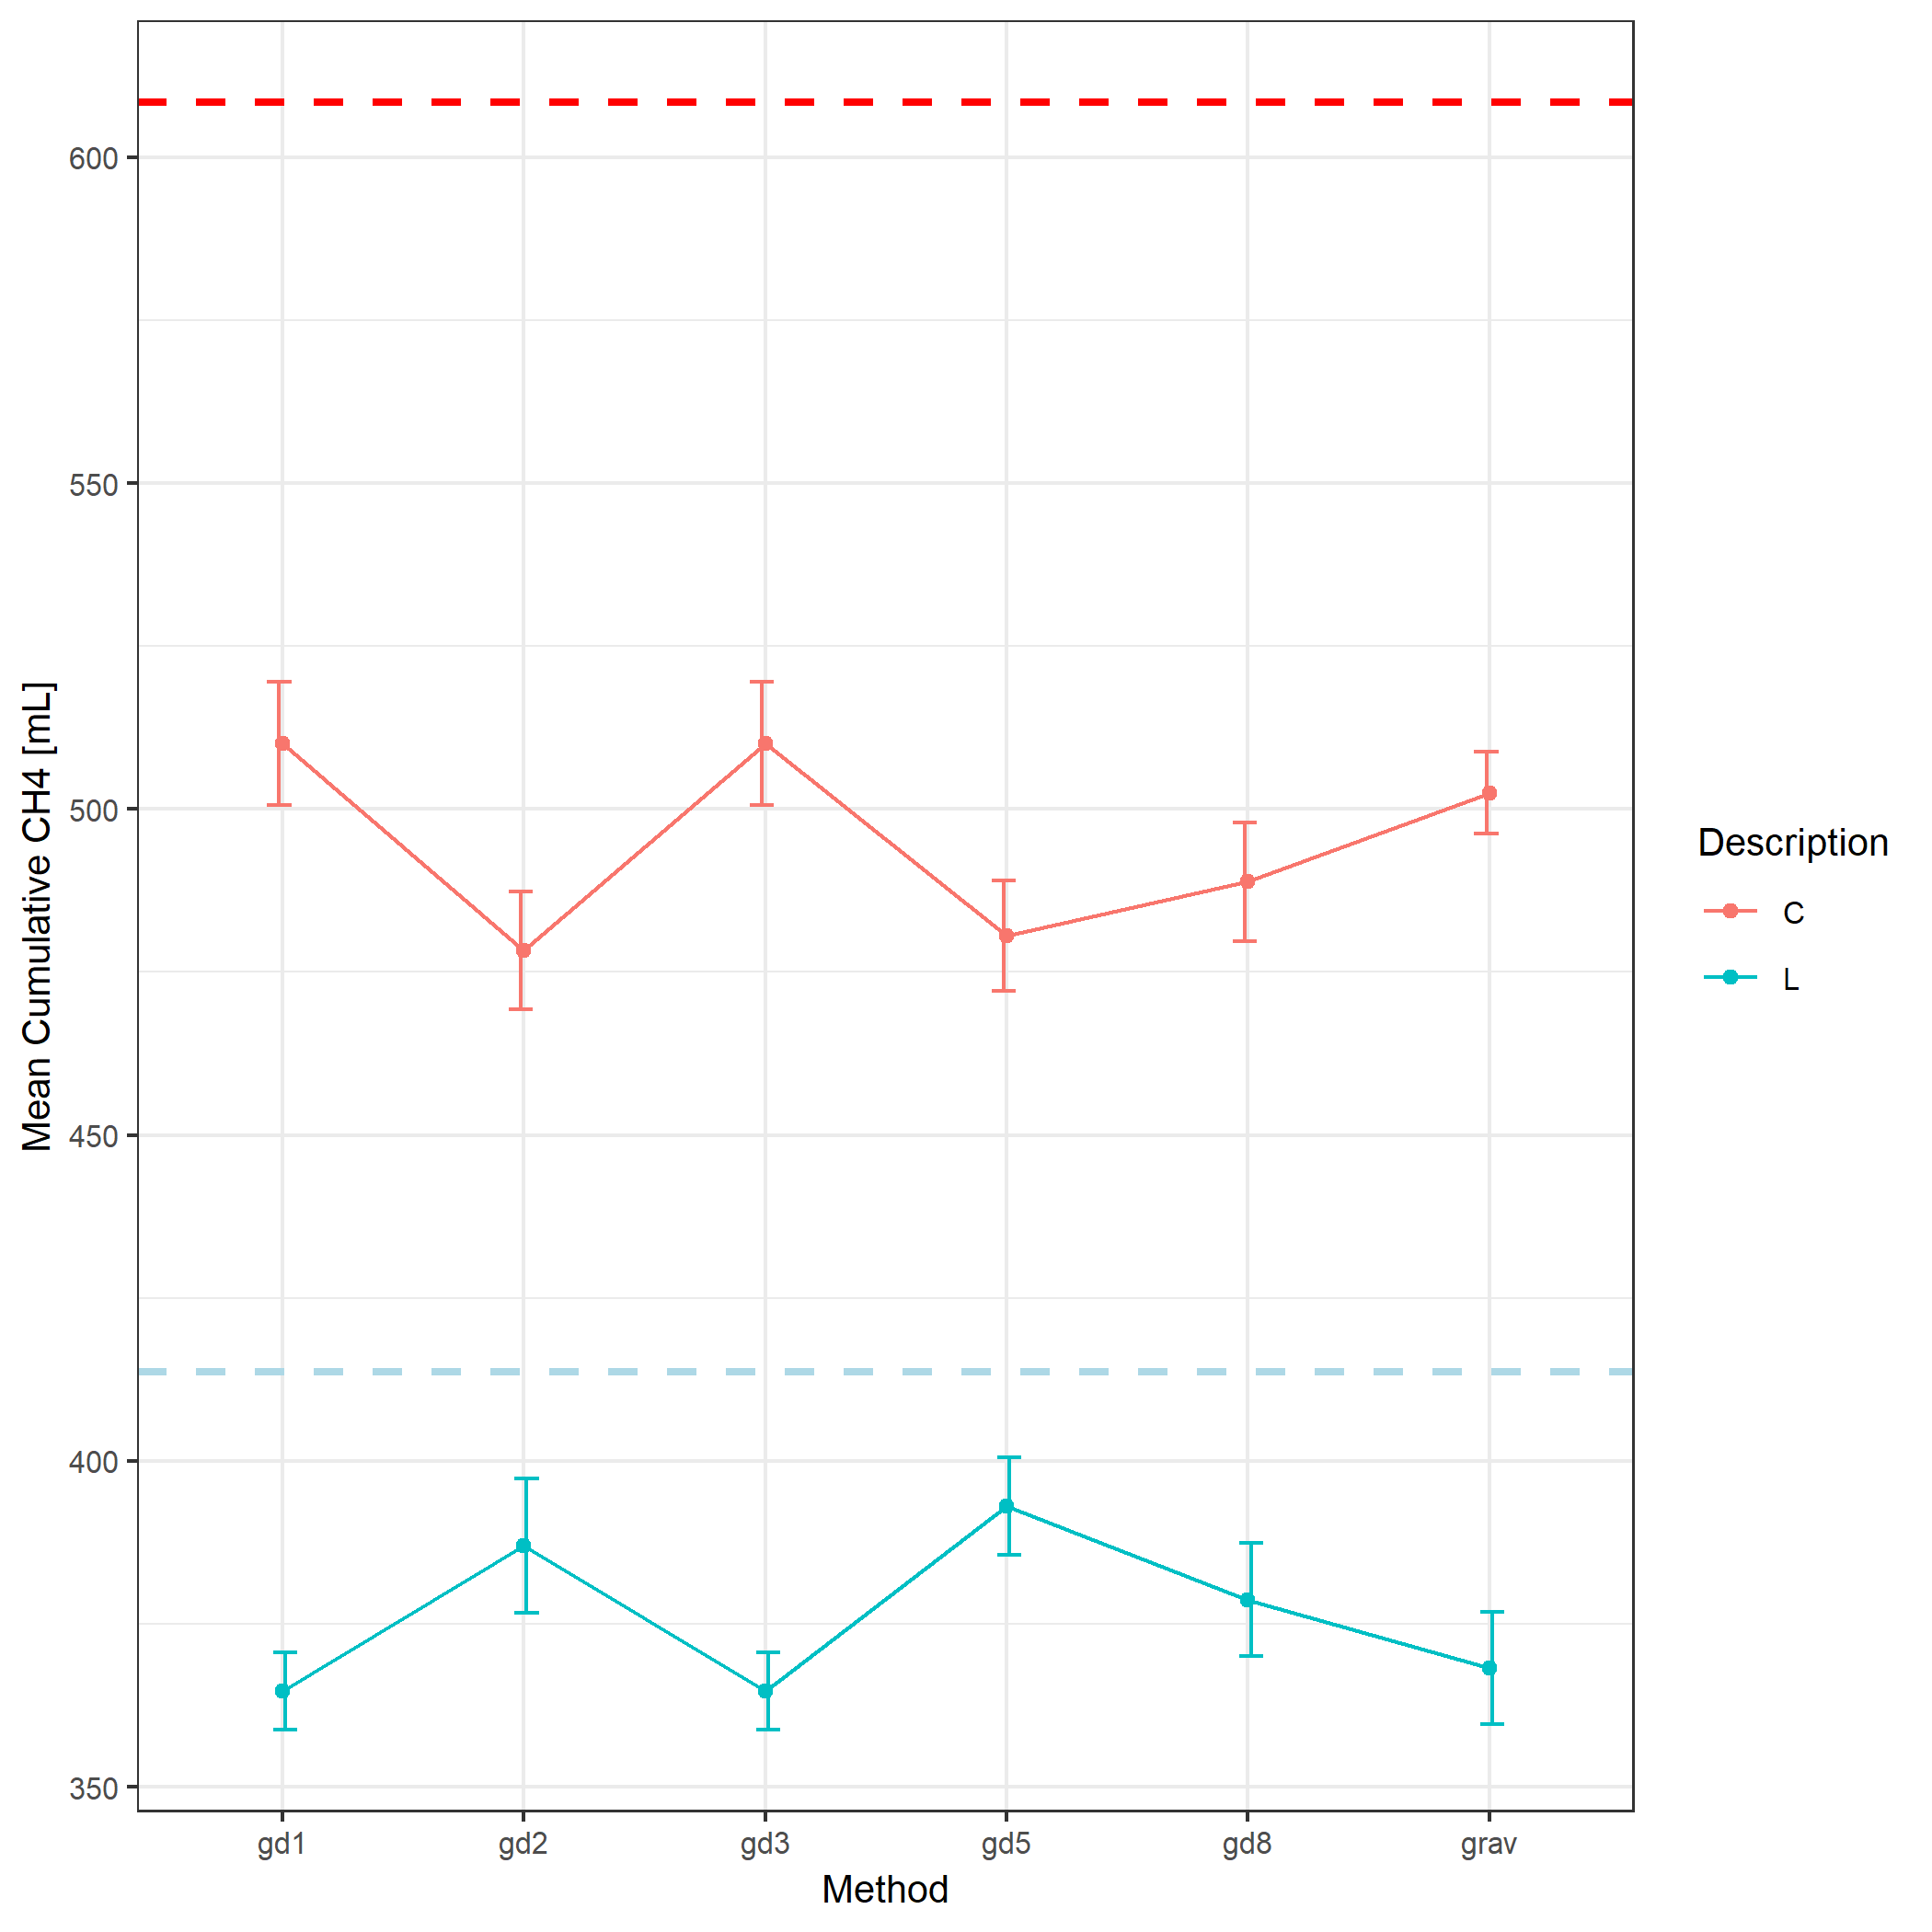 600
550
500
450
400
350
Mean Cumulative CH4 [mL]
gd1 gd2 gd3 gd5 gd8 grav
Method
Description
C
L